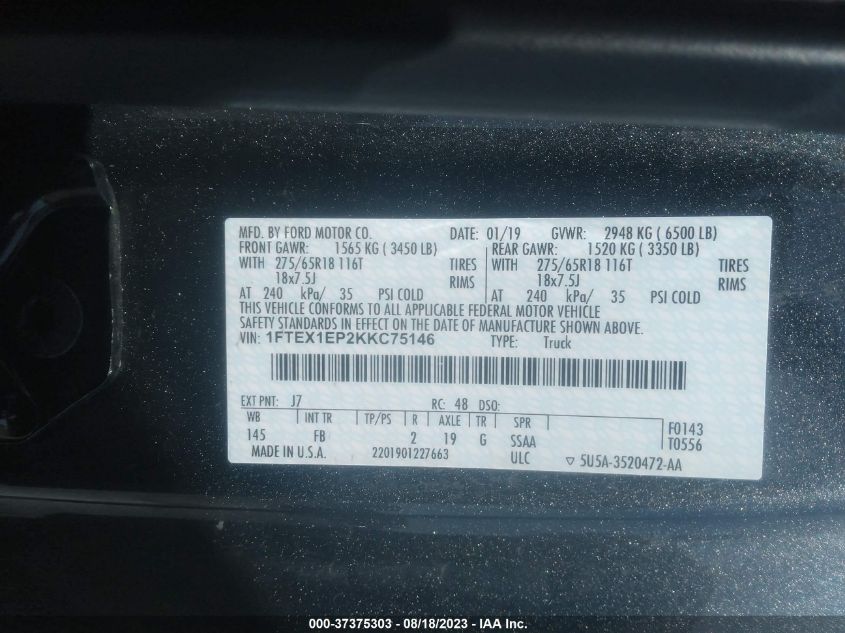 MFD. BY FORD MOTOR CO. DATE: 01/19 GVWR: 2948 KG ( 6500 LB)
FRONT GAWR: 1565 KG ( 3450 LB) REAR GAWR: 1520 KG ( 3350 LB)
WITH 275/65R18 116T TIRES WITH 275/65R18 116T TIRES
18x7.5J RIMS 18x7.5J RIMS
AT 240 kPa/ 35 PSI COLD AT 240 kPa/ 35 PSI COLD
THIS VEHICLE CONFORMS TO ALL APPLICABLE FEDERAL MOTOR VEHICLE
SAFETY STANDARDS IN EFFECT ON THE DATE OF MANUFACTURE SHOWN ABOVE.
VIN: 1FTEX1EP2KKC75146 TYPE: Truck
EXT PNT: J7 RC: 48 DSO:
WB INT TR TP/PS R AXLE TR SPR F0143
145 FB 2 19 G SSAA T0556
MADE IN U.S.A. 2201901227663 ULC ▽ 5U5A-3520472-AA
000-37375303 - 08/18/2023 - IAA Inc.